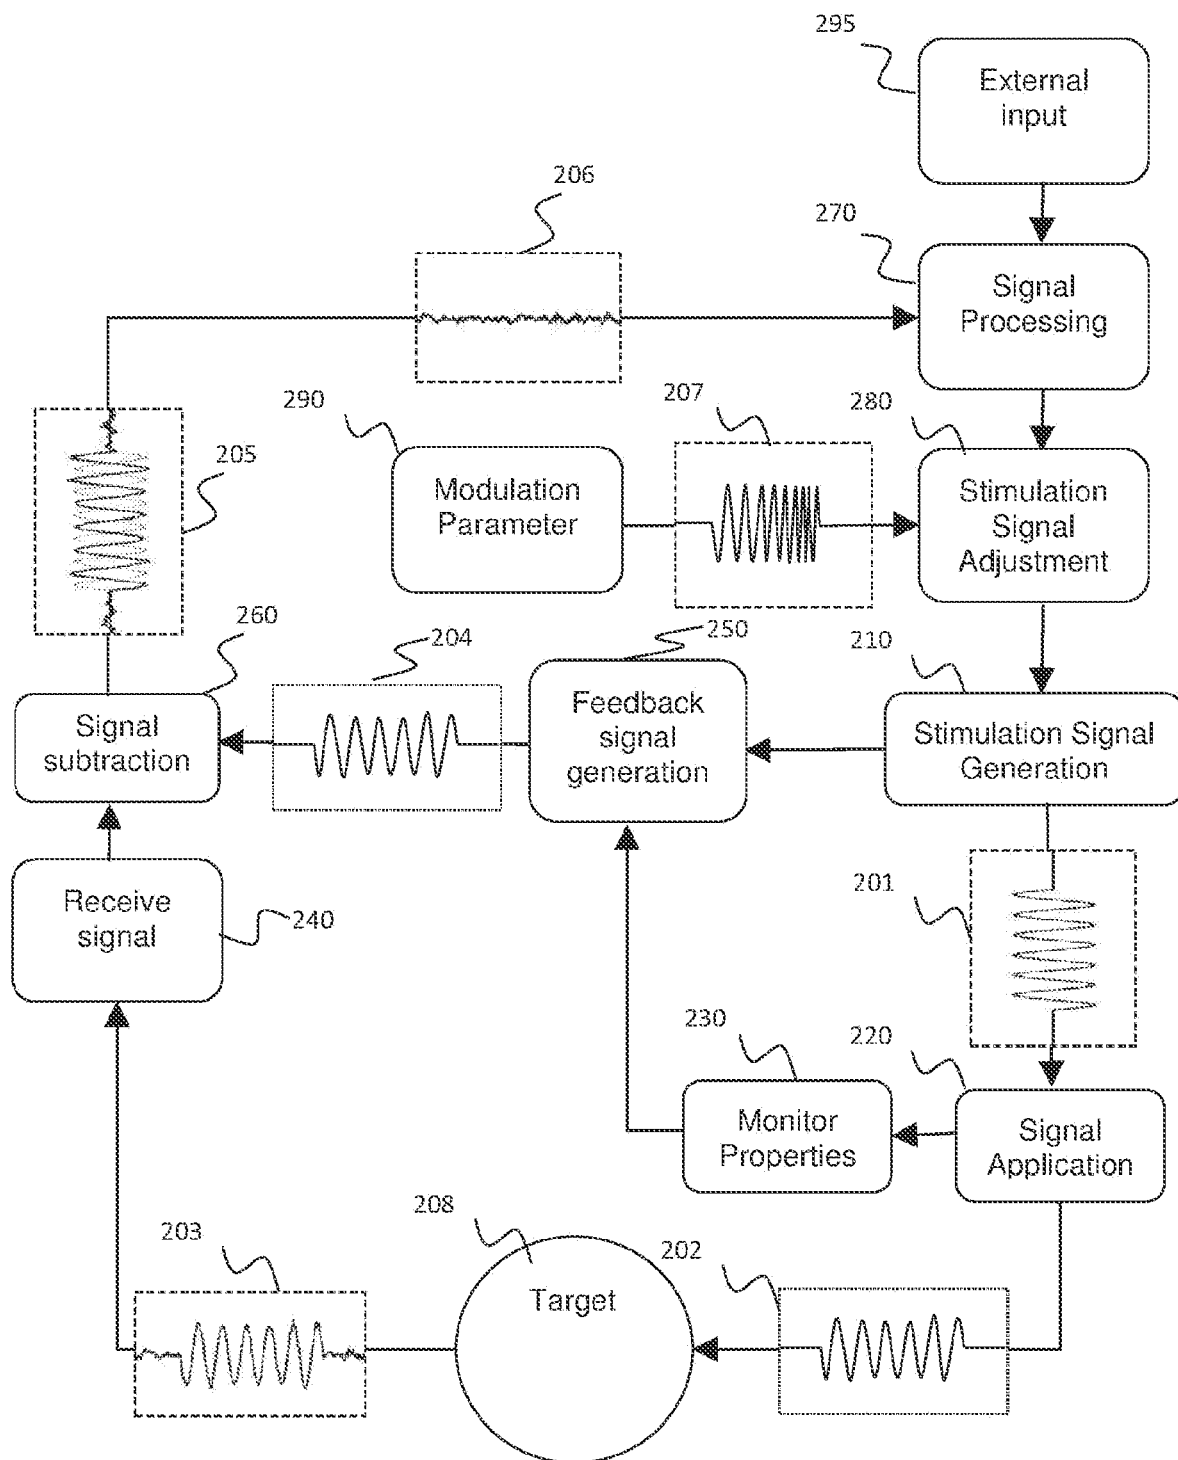 295
External
input
206
270
Signal
Processing
290
207
280
Modulation
Parameter
Stimulation
Signal
Adjustment
205
260
204
250
210
Signal
subtraction
Feedback
signal
generation
Stimulation Signal
Generation
Receive
signal
240
201
230
220
Monitor
Properties
Signal
Application
203
208
202
Target